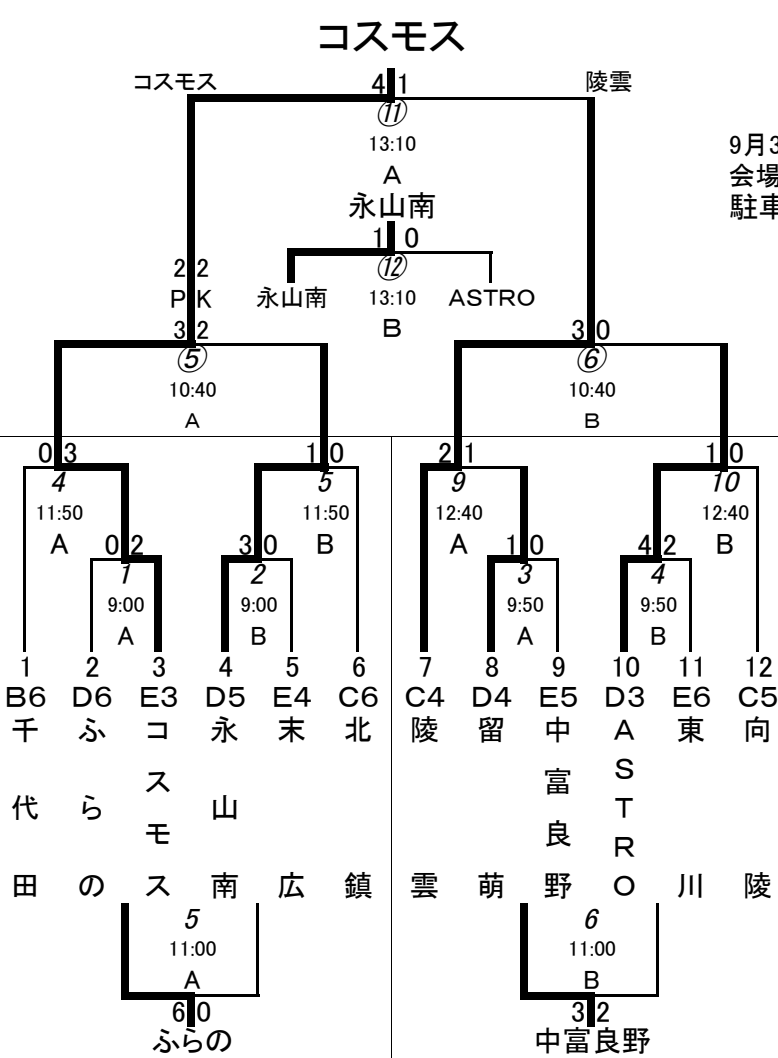 コスモス
コスモス 4 1 陵雲
⑪
13:10
A
9月3
会場
駐車
永山南
1 0
⑫
永山南 13:10 ASTRO
B
2 2
P K
3 2 3 0
⑤ ⑥
10:40 10:40
A B
0 3 1 0 2 1 1 0
4 5 9 10
11:50 11:50 12:40 12:40
A B A B
0 2 3 0 1 0 4 2
1 2 3 4
9:00 9:00 9:50 9:50
A B A B
1 2 3 4 5 6 7 8 9 10 11 12
B6 D6 E3 D5 E4 C6 C4 D4 E5 D3 E6 C5
千代田
ふらの
コスモス
永山南
末広
北鎮
陵雲
留萌
中富良野
ASTRO
東川
向陵
5 6
11:00 11:00
A B
6 0 3 2
ふらの 中富良野